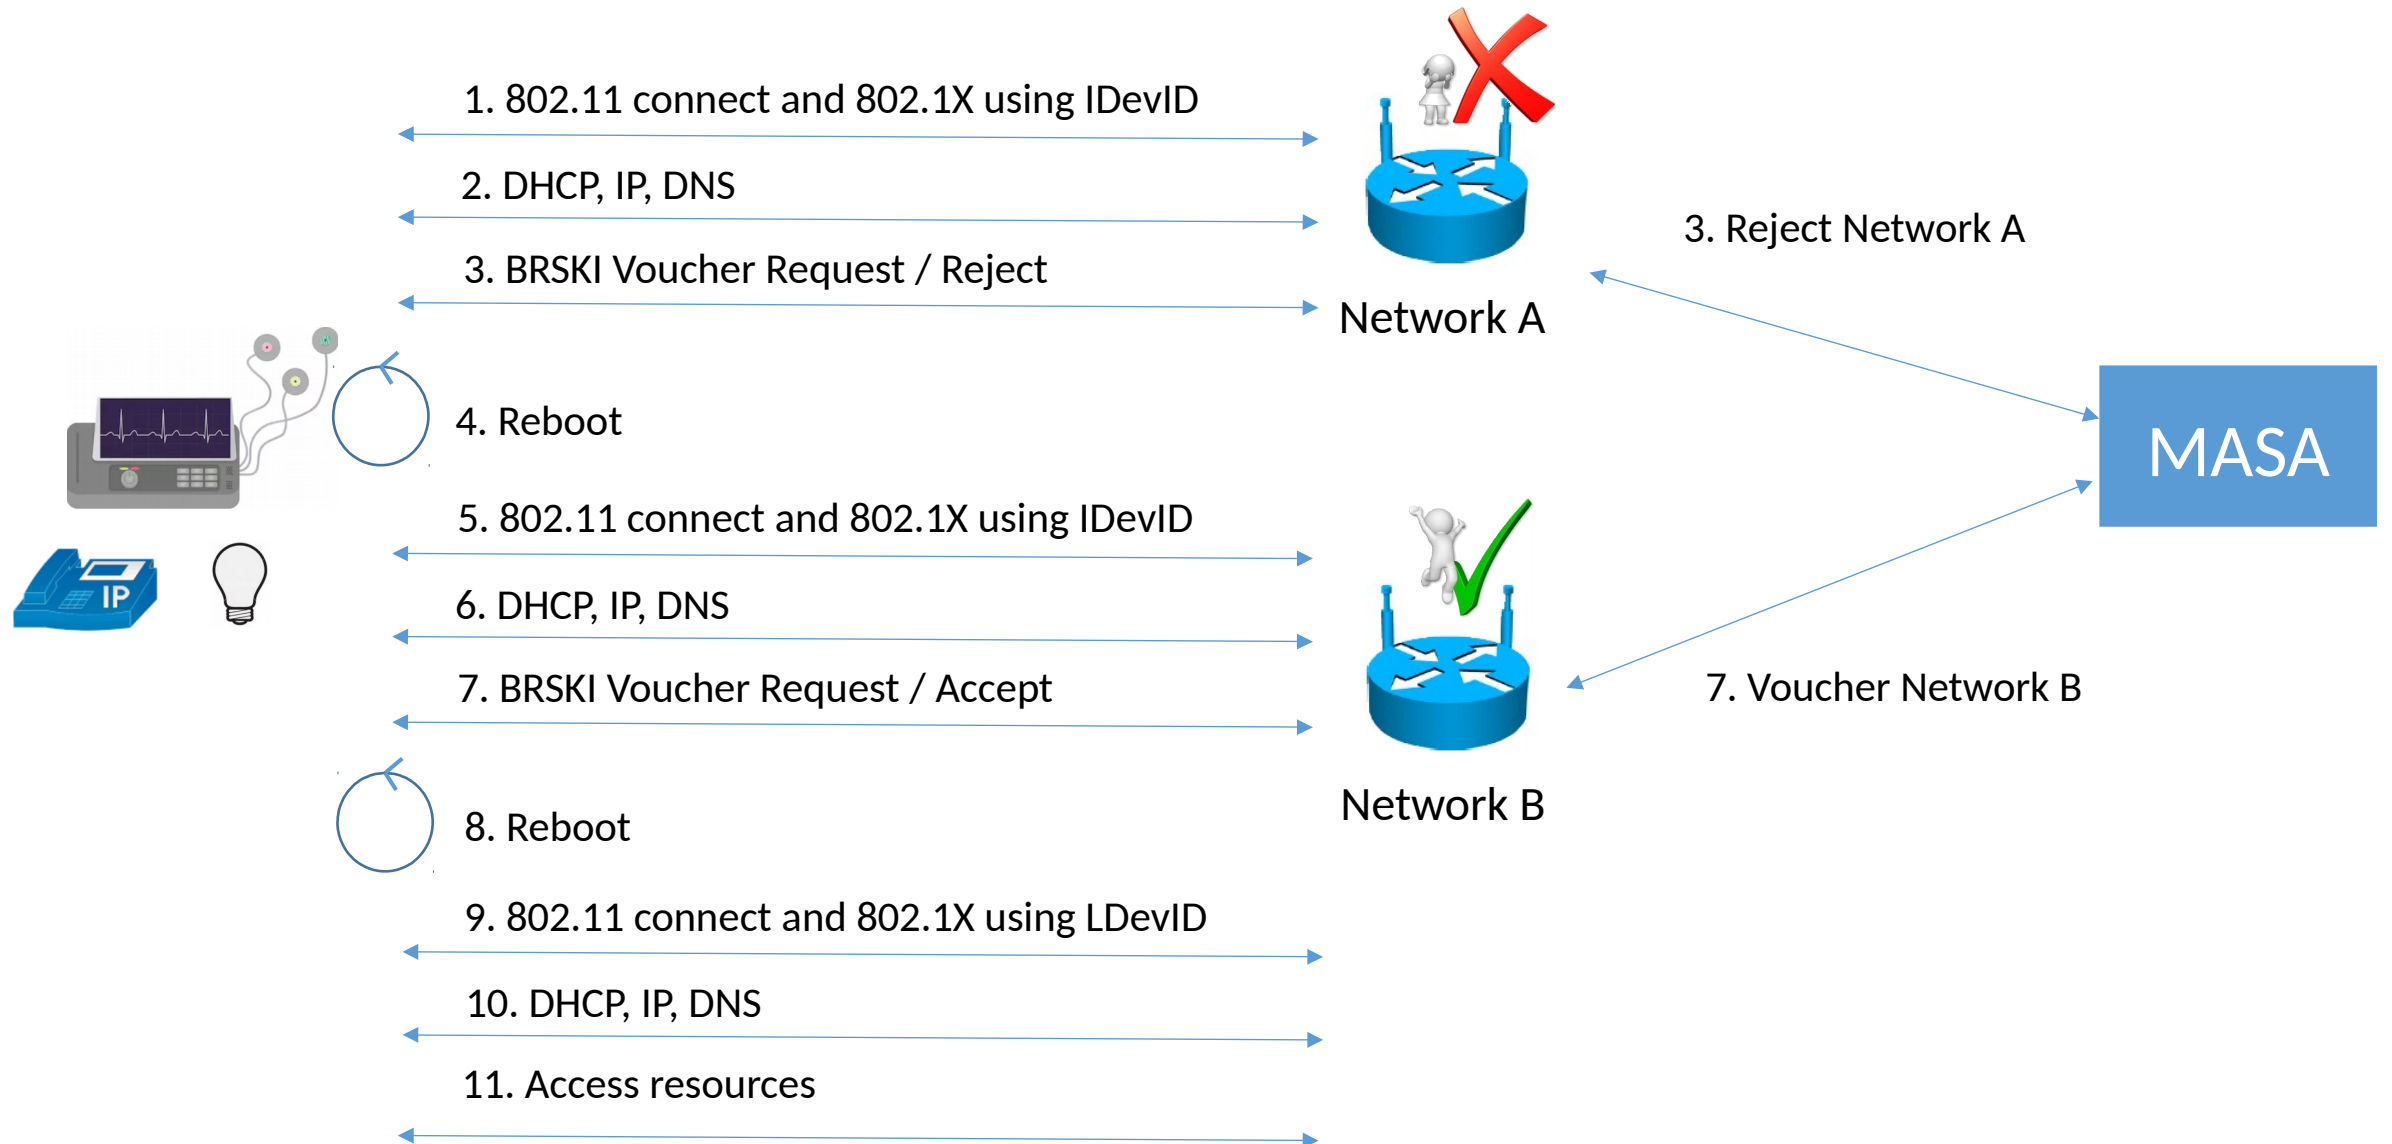 1. 802.11 connect and 802.1X using IDevID
2. DHCP, IP, DNS
3. Reject Network A
3. BRSKI Voucher Request / Reject
Network A
4. Reboot
MASA
5. 802.11 connect and 802.1X using IDevID
IP
6. DHCP, IP, DNS
7. BRSKI Voucher Request / Accept
7. Voucher Network B
Network B
8. Reboot
9. 802.11 connect and 802.1X using LDevID
10. DHCP, IP, DNS
11. Access resources